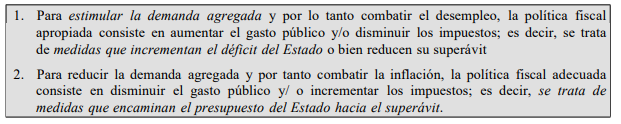 1. Para estimular la demanda agregada y por lo tanto combatir el desempleo, la política fiscal
apropiada consiste en aumentar el gasto público y/o disminuir los impuestos; es decir, se trata
de medidas que incrementan el déficit del Estado o bien reducen su superávit
2. Para reducir la demanda agregada y por tanto combatir la inflación, la política fiscal adecuada
consiste en disminuir el gasto público y/ o incrementar los impuestos; es decir, se trata de
medidas que encaminan el presupuesto del Estado hacia el superávit.